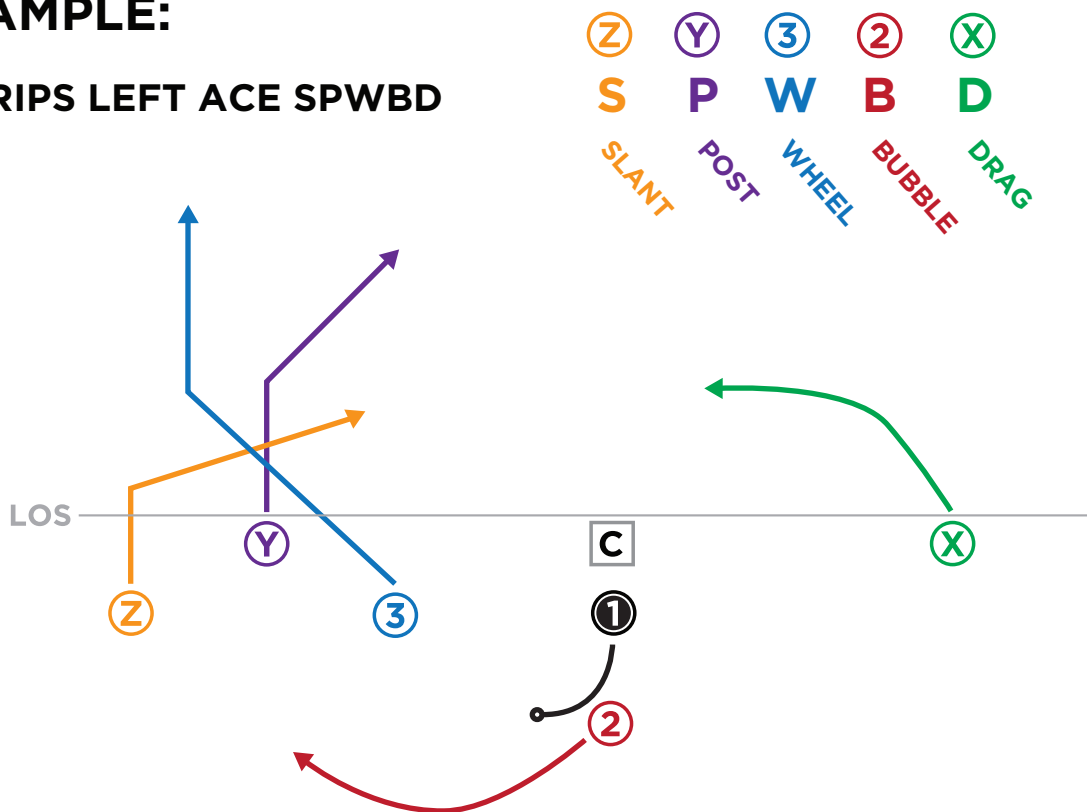 AMPLE:
RIPS LEFT ACE SPWBD
Z Y 3 2 X
S P W B D
SLANT POST WHEEL BUBBLE DRAG
LOS
Y C X
Z 3 1
2